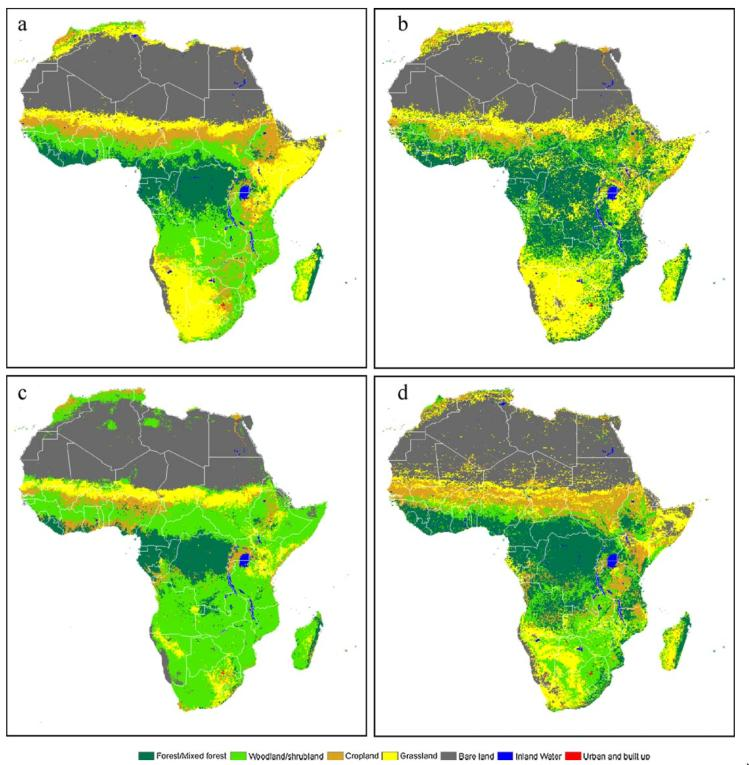 a
b
c
d
Forest/Mixed forest Woodland/shrubland Cropland Grassland Bare land Inland Water Urban and built up